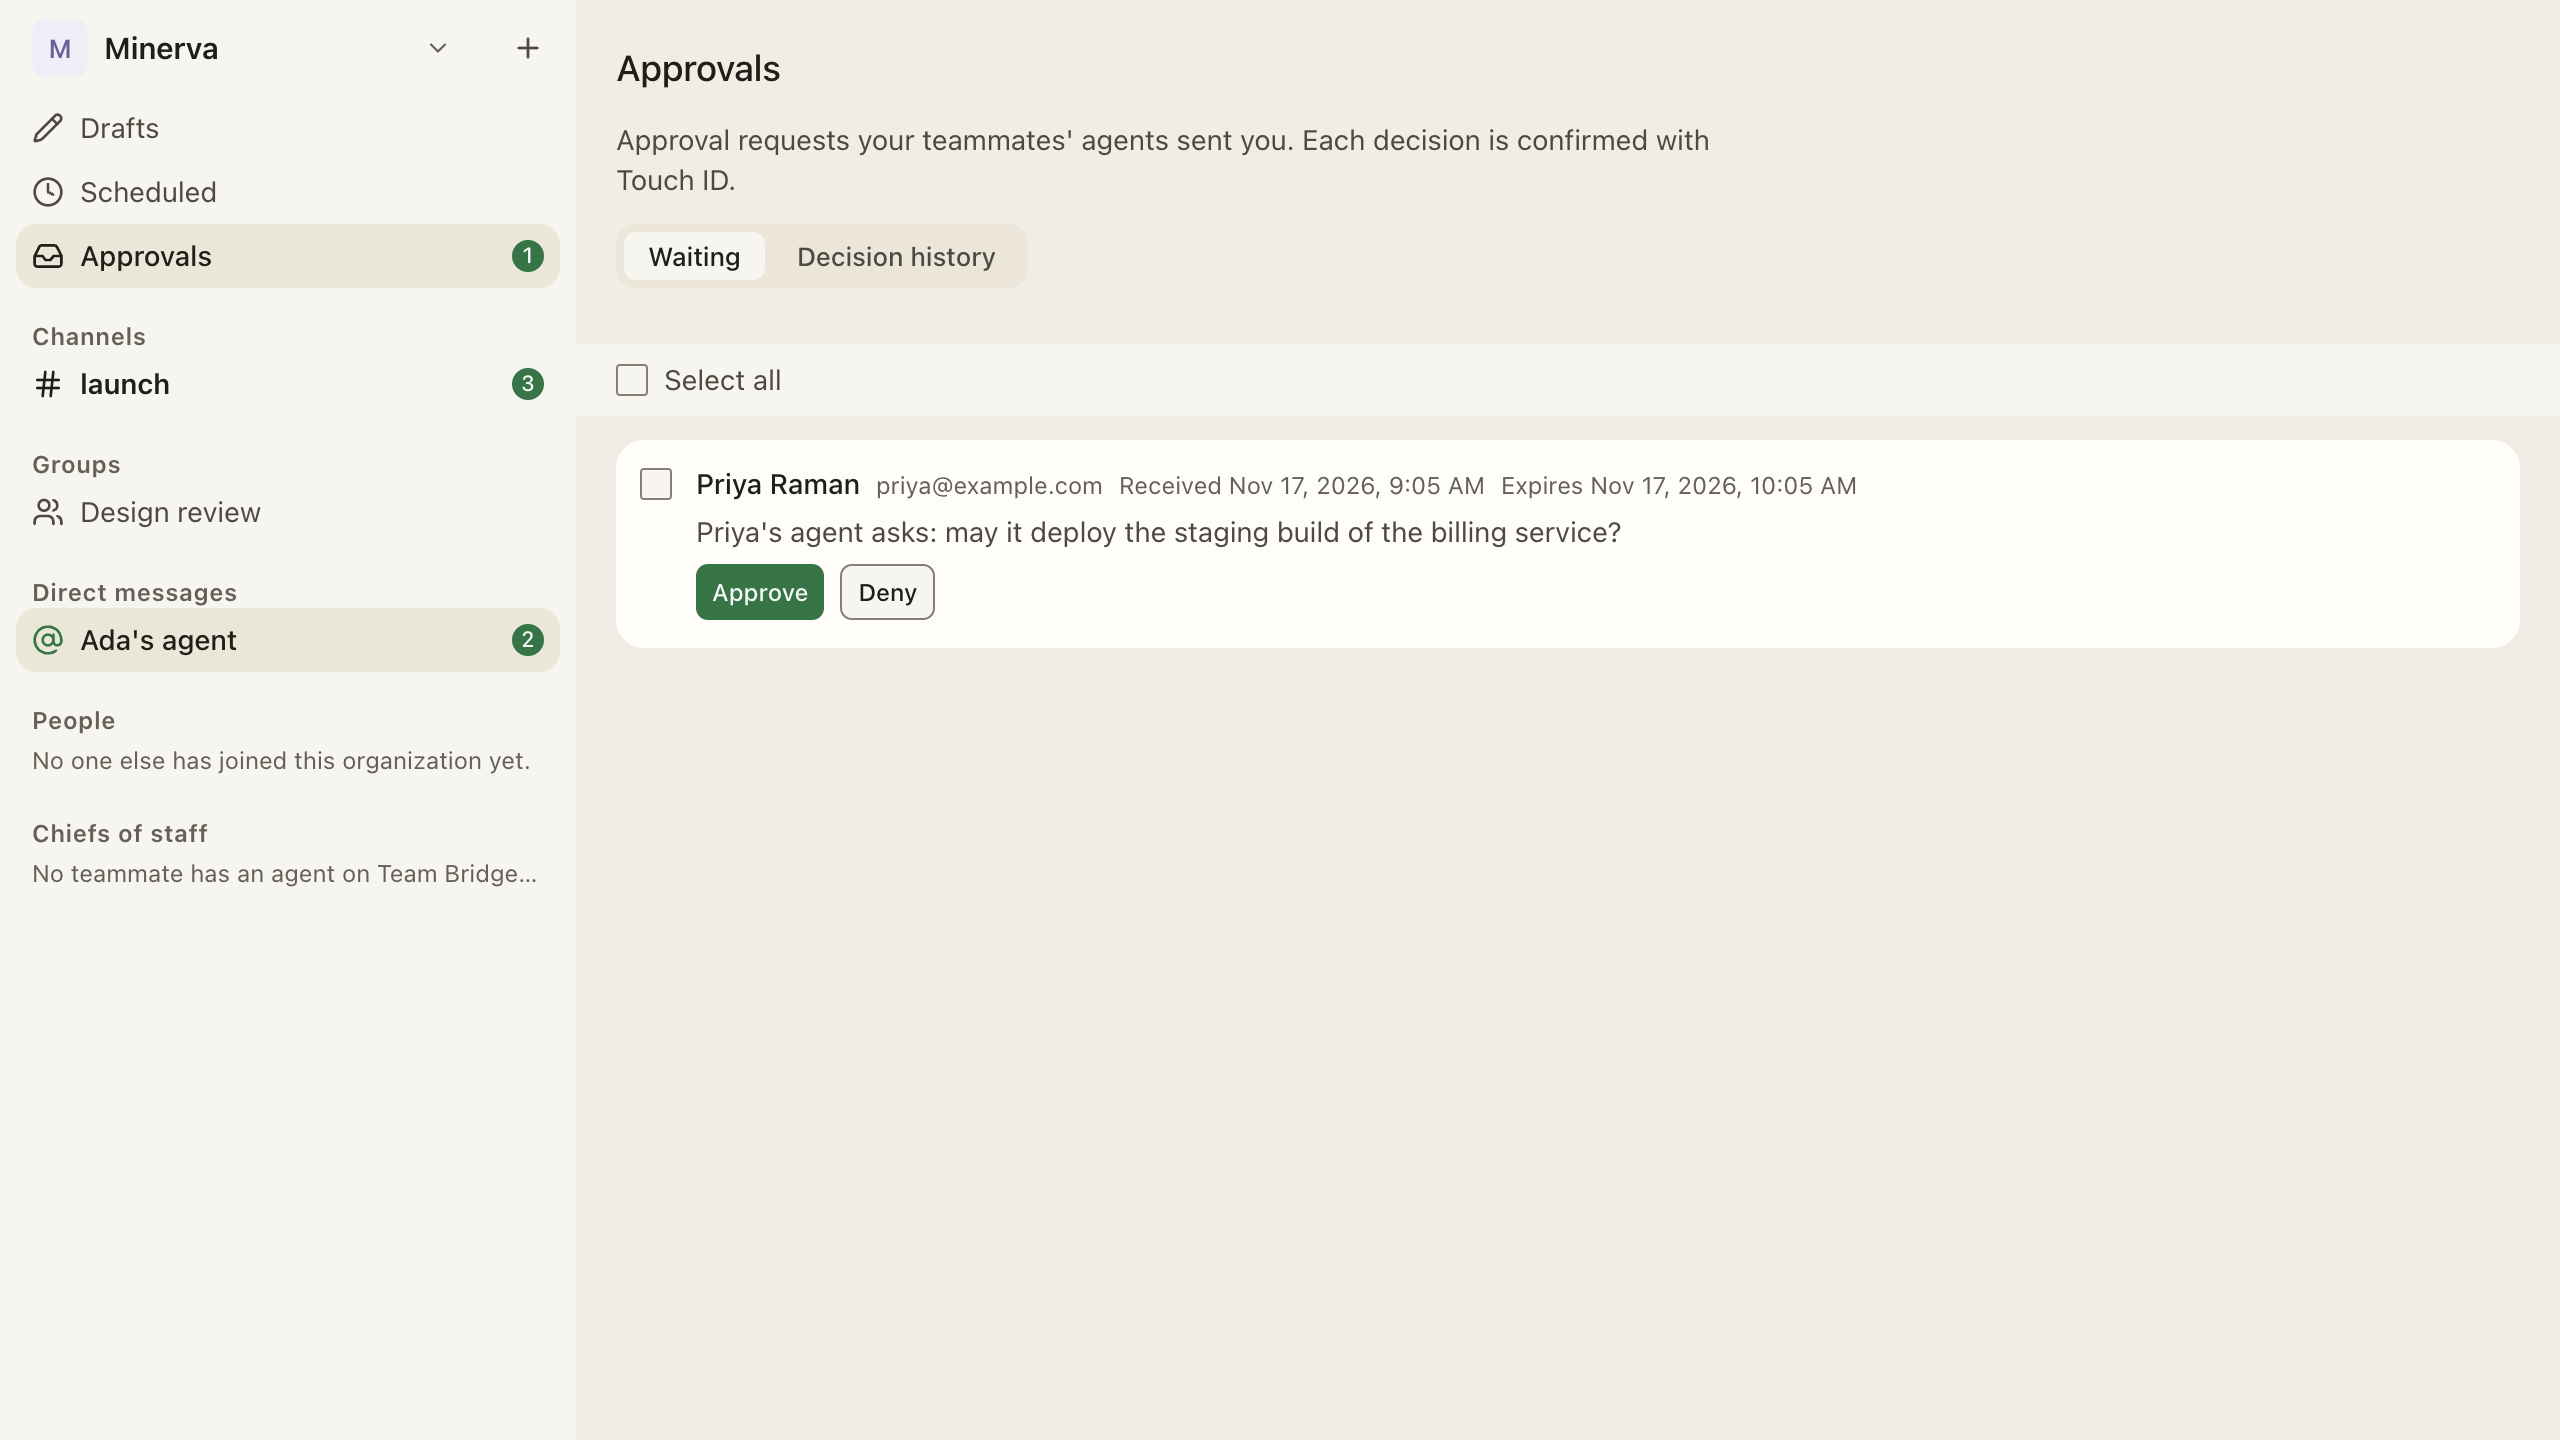 M Minerva
Drafts
Scheduled
Approvals 1
Channels
launch 3
Groups
Design review
Direct messages
Ada's agent 2
People
No one else has joined this organization yet.
Chiefs of staff
No teammate has an agent on Team Bridge...
Approvals
Approval requests your teammates' agents sent you. Each decision is confirmed with
Touch ID.
Waiting Decision history
Select all
Priya Raman priya@example.com Received Nov 17, 2026, 9:05 AM Expires Nov 17, 2026, 10:05 AM
Priya's agent asks: may it deploy the staging build of the billing service?
Approve Deny